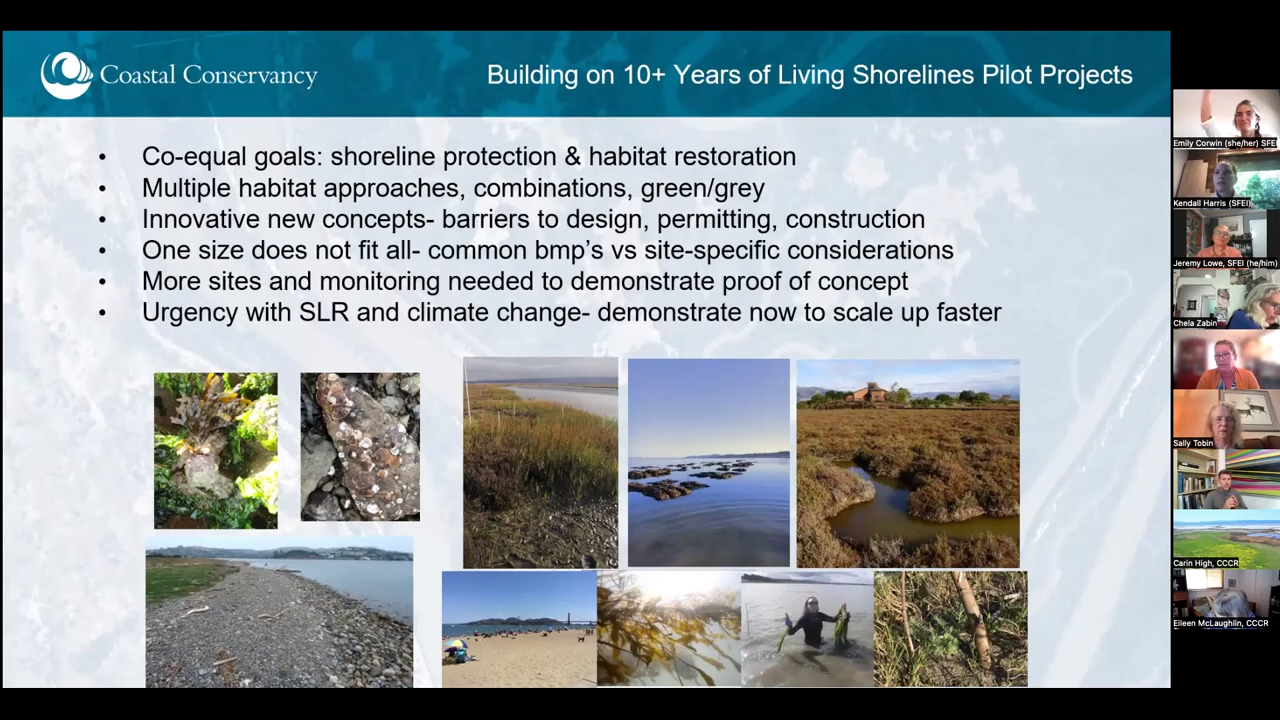 Coastal Conservancy
Building on 10+ Years of Living Shorelines Pilot Projects
• Co-equal goals: shoreline protection & habitat restoration
• Multiple habitat approaches, combinations, green/grey
• Innovative new concepts- barriers to design, permitting, construction
• One size does not fit all- common bmp's vs site-specific considerations
• More sites and monitoring needed to demonstrate proof of concept
• Urgency with SLR and climate change- demonstrate now to scale up faster
Emily Corwin (she/her) SFE
Kendall Harris (SFEI)
Jeremy Lowe, SFEI (he/him)
Chela Zabin
Sally Tobin
Carin High, CCCR
Eileen McLaughlin, CCCR